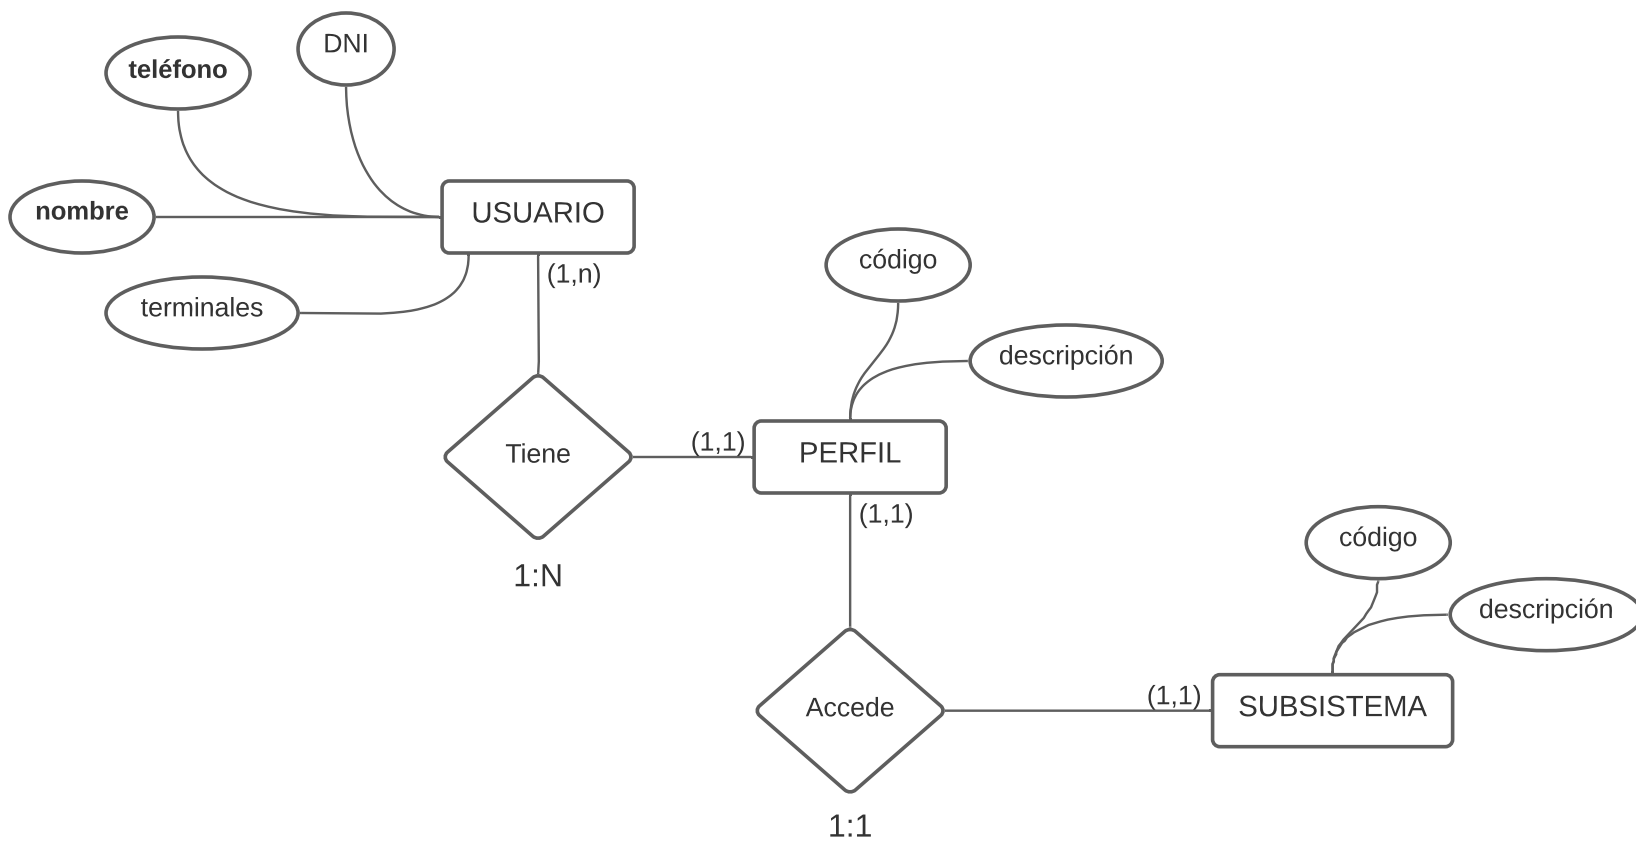 DNI
teléfono
nombre
USUARIO
terminales
(1,n)
código
descripción
Tiene
(1,1)
PERFIL
(1,1)
1:N
código
descripción
Accede
(1,1)
SUBSISTEMA
1:1